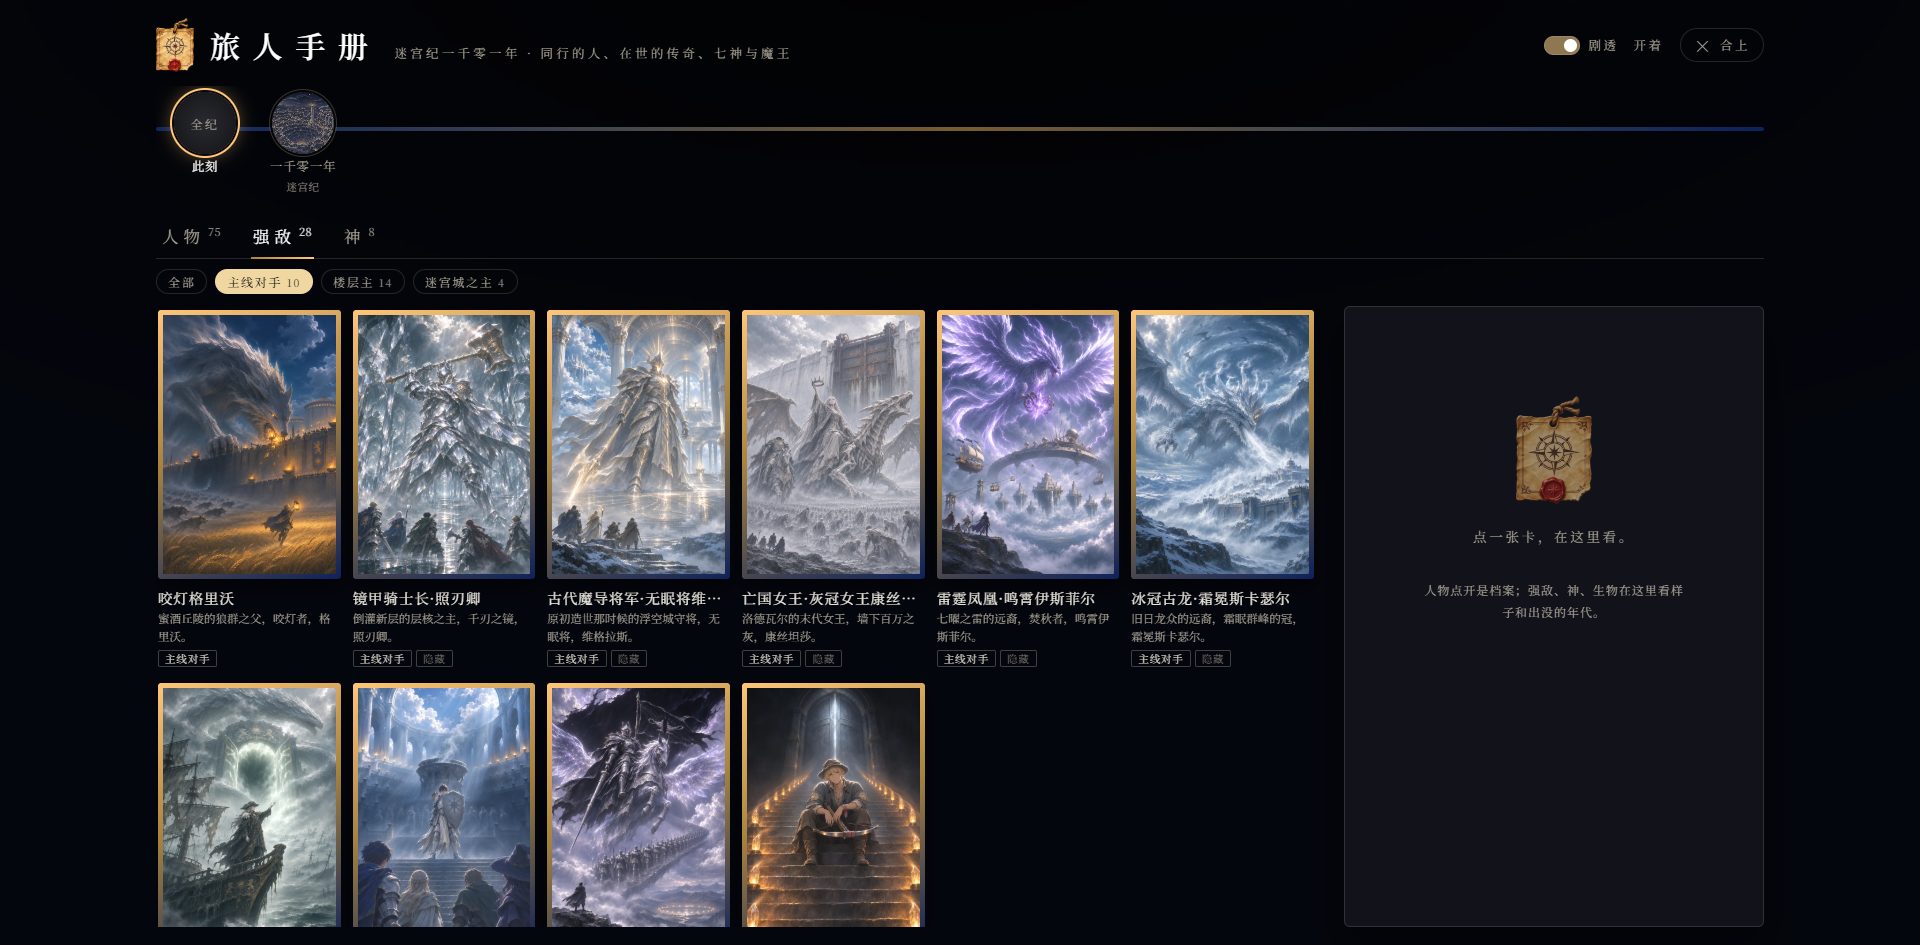 旅人手册
迷宫纪一千零一年 · 同行的人、在世的传奇、七神与魔王
剧透 开着
合上
全纪
此刻
一千零一年
迷宫纪
人物 75
强敌 28
神 8
全部
主线对手 10
楼层主 14
迷宫城之主 4
咬灯格里沃
蜜酒丘陵的狼群之父，咬灯者，格
里沃。
主线对手
镜甲骑士长·照刃卿
倒灌新层的层核之主，千刃之镜，
照刃卿。
主线对手 隐藏
古代魔导将军·无眠将维…
原初造世那时候的浮空城守将，无
眠将，维格拉斯。
主线对手 隐藏
亡国女王·灰冠女王康丝…
洛德瓦尔的末代女王，墙下百万之
灰，康丝坦莎。
主线对手 隐藏
雷霆凤凰·鸣霄伊斯菲尔
七曜之雷的远裔，焚秋者，鸣霄伊
斯菲尔。
主线对手 隐藏
冰冠古龙·霜冕斯卡瑟尔
旧日龙众的远裔，霜眠群峰的冠，
霜冕斯卡瑟尔。
主线对手 隐藏
点一张卡，在这里看。
人物点开是档案；强敌、神、生物在这里看样
子和出没的年代。